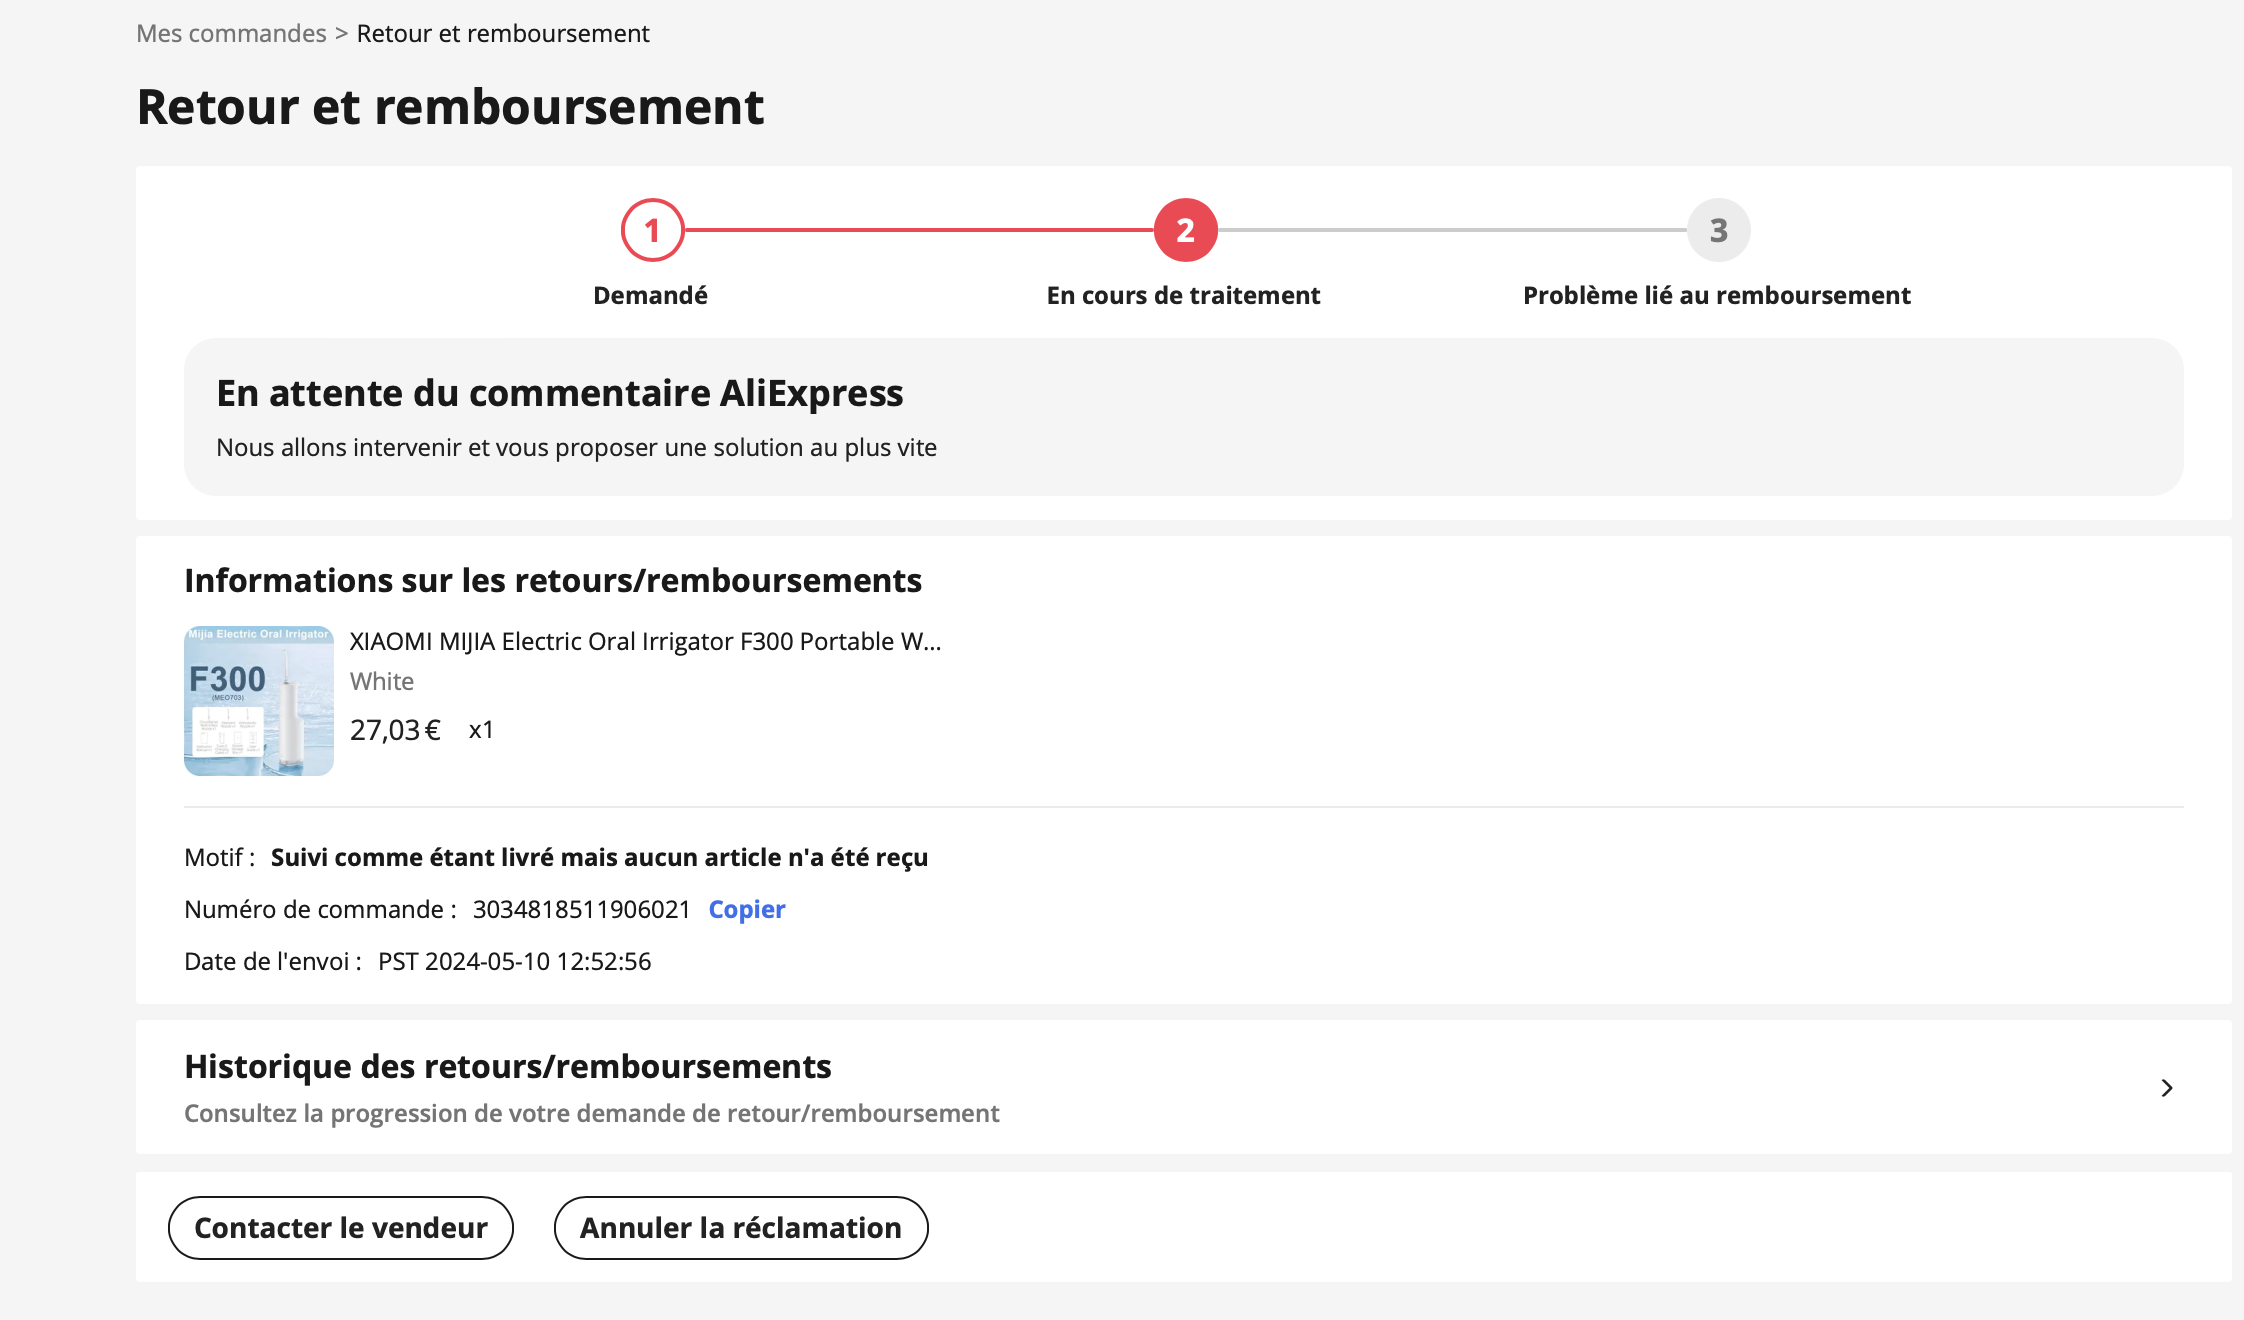 Mes commandes > Retour et remboursement
Retour et remboursement
1
2
3
Demandé
En cours de traitement
Problème lié au remboursement
En attente du commentaire AliExpress
Nous allons intervenir et vous proposer une solution au plus vite
Informations sur les retours/remboursements
Mijia Electric Oral Irrigator
F300
(MEO703)
XIAOMI MIJIA Electric Oral Irrigator F300 Portable W...
White
27,03 € x1
Motif : Suivi comme étant livré mais aucun article n'a été reçu
Numéro de commande : 3034818511906021 Copier
Date de l'envoi : PST 2024-05-10 12:52:56
Historique des retours/remboursements
Consultez la progression de votre demande de retour/remboursement
Contacter le vendeur
Annuler la réclamation